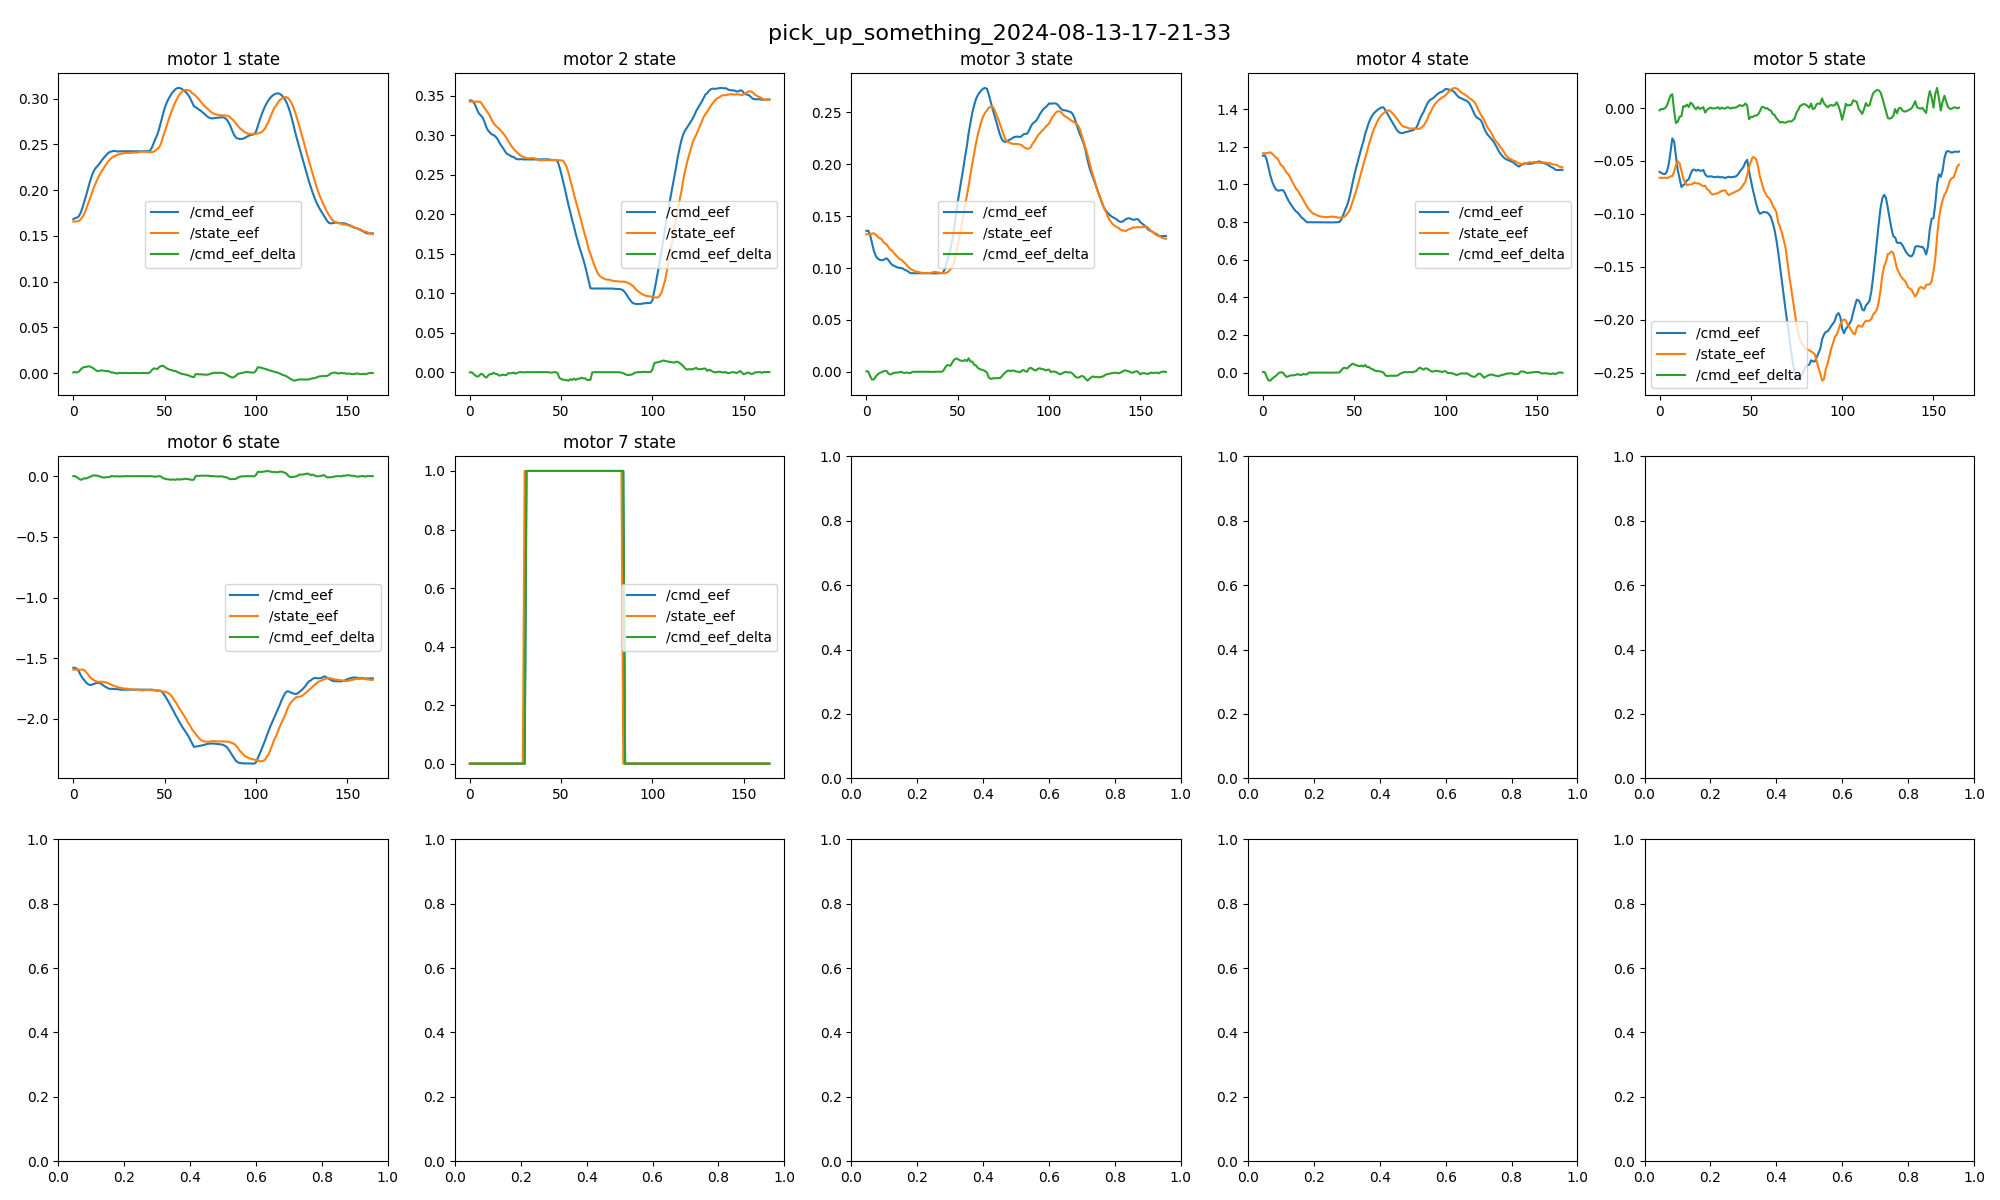 pick_up_something_2024-08-13-17-21-33
motor 1 state
0.30
0.25
0.20
0.15
0.10
0.05
0.00
0 50 100 150
/cmd_eef
/state_eef
/cmd_eef_delta
motor 2 state
0.35
0.30
0.25
0.20
0.15
0.10
0.05
0.00
0 50 100 150
/cmd_eef
/state_eef
/cmd_eef_delta
motor 3 state
0.25
0.20
0.15
0.10
0.05
0.00
0 50 100 150
/cmd_eef
/state_eef
/cmd_eef_delta
motor 4 state
1.4
1.2
1.0
0.8
0.6
0.4
0.2
0.0
0 50 100 150
/cmd_eef
/state_eef
/cmd_eef_delta
motor 5 state
0.00
−0.05
−0.10
−0.15
−0.20
−0.25
0 50 100 150
/cmd_eef
/state_eef
/cmd_eef_delta
motor 6 state
0.0
−0.5
−1.0
−1.5
−2.0
0 50 100 150
/cmd_eef
/state_eef
/cmd_eef_delta
motor 7 state
1.0
0.8
0.6
0.4
0.2
0.0
0 50 100 150
/cmd_eef
/state_eef
/cmd_eef_delta
1.0
0.8
0.6
0.4
0.2
0.0
0.0 0.2 0.4 0.6 0.8 1.0
1.0
0.8
0.6
0.4
0.2
0.0
0.0 0.2 0.4 0.6 0.8 1.0
1.0
0.8
0.6
0.4
0.2
0.0
0.0 0.2 0.4 0.6 0.8 1.0
1.0
0.8
0.6
0.4
0.2
0.0
0.0 0.2 0.4 0.6 0.8 1.0
1.0
0.8
0.6
0.4
0.2
0.0
0.0 0.2 0.4 0.6 0.8 1.0
1.0
0.8
0.6
0.4
0.2
0.0
0.0 0.2 0.4 0.6 0.8 1.0
1.0
0.8
0.6
0.4
0.2
0.0
0.0 0.2 0.4 0.6 0.8 1.0
1.0
0.8
0.6
0.4
0.2
0.0
0.0 0.2 0.4 0.6 0.8 1.0